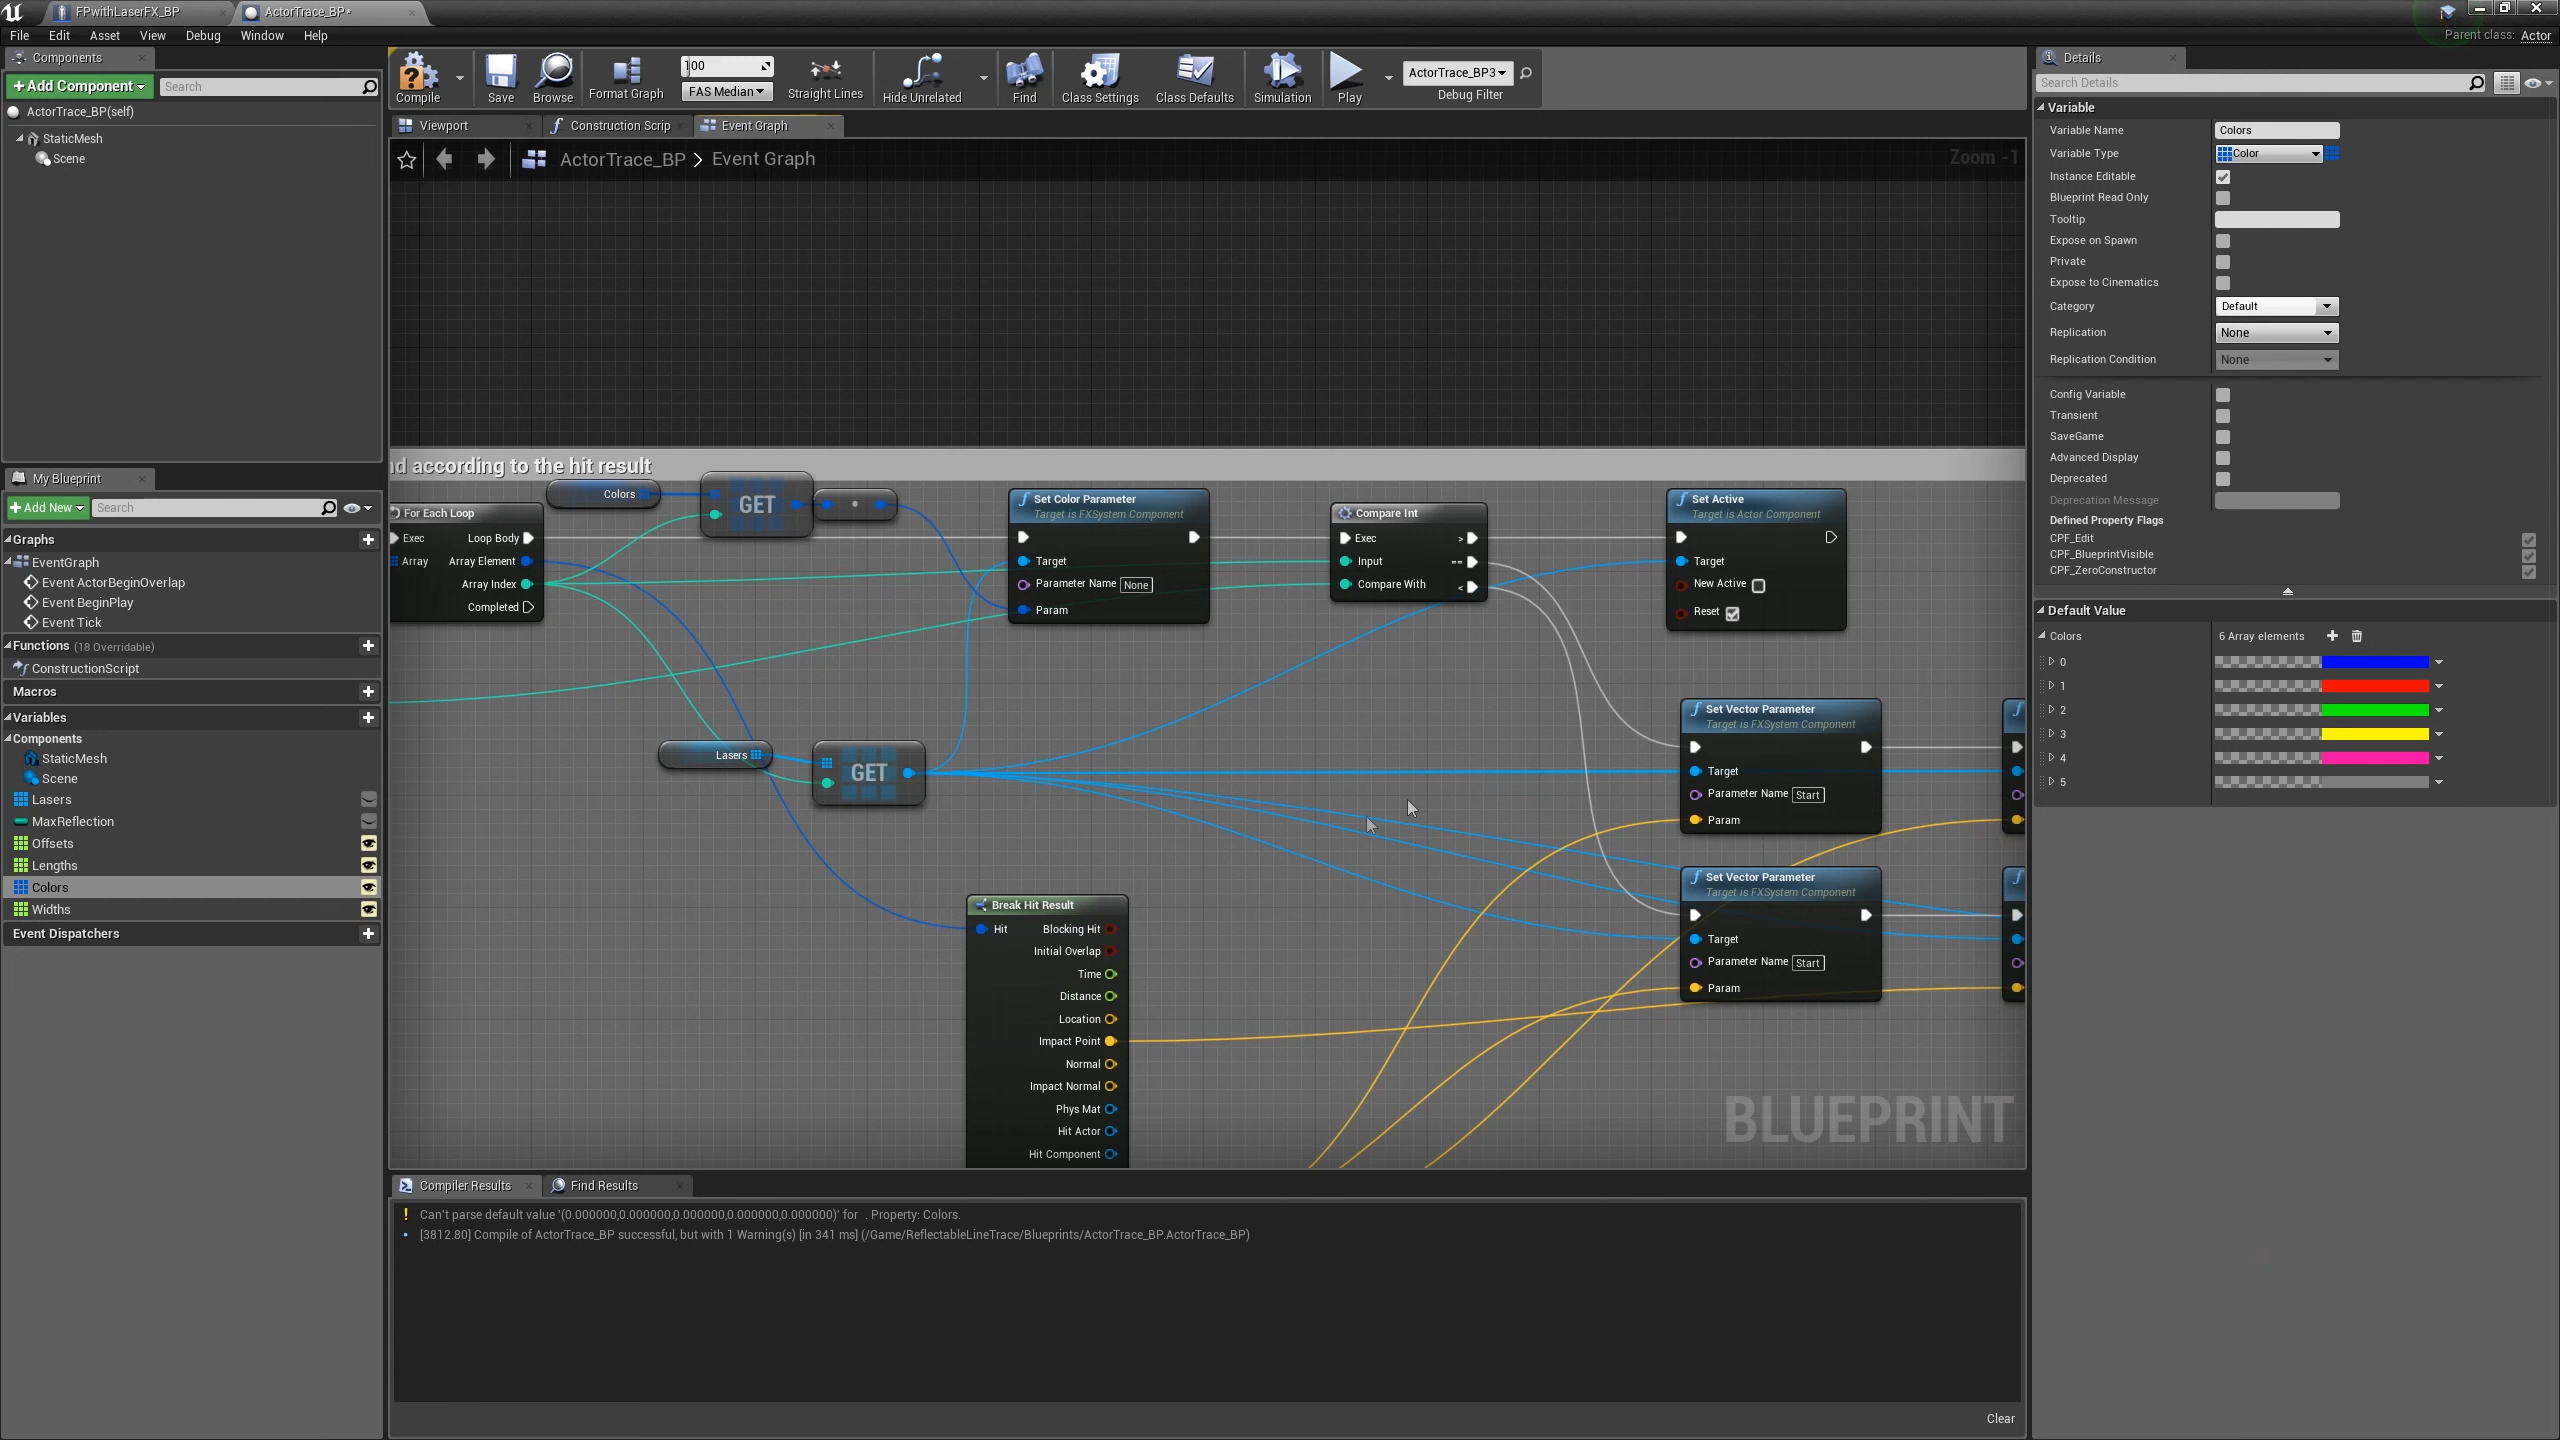 FPwithLaserFX_BP
ActorTrace_BP*
File Edit Asset View Debug Window Help
Parent class: Actor
Components
+Add Component
Search
ActorTrace_BP(self)
StaticMesh
Scene
Compile
Save
Browse
Format Graph
100
FAS Median
Straight Lines
Hide Unrelated
Find
Class Settings
Class Defaults
Simulation
Play
ActorTrace_BP3
Debug Filter
Viewport
Construction Scrip
Event Graph
ActorTrace_BP > Event Graph
Zoom -1
My Blueprint
+Add New
Search
Graphs
EventGraph
Event ActorBeginOverlap
Event BeginPlay
Event Tick
Functions (18 Overridable)
ConstructionScript
Macros
Variables
Components
StaticMesh
Scene
Lasers
MaxReflection
Offsets
Lengths
Colors
Widths
Event Dispatchers
nd according to the hit result
For Each Loop
Exec
Loop Body
Array
Array Element
Array Index
Completed
Colors
GET
Set Color Parameter
Target is FXSystem Component
Target
Parameter Name None
Param
Compare Int
Exec
>
Input
==
Compare With
<
Set Active
Target is Actor Component
Target
New Active
Reset
Lasers
GET
Set Vector Parameter
Target is FXSystem Component
Target
Parameter Name Start
Param
Set Vector Parameter
Target is FXSystem Component
Target
Parameter Name Start
Param
Break Hit Result
Hit
Blocking Hit
Initial Overlap
Time
Distance
Location
Impact Point
Normal
Impact Normal
Phys Mat
Hit Actor
Hit Component
BLUEPRINT
Compiler Results
Find Results
Can't parse default value '(0.000000,0.000000,0.000000,0.000000,0.000000)' for . Property: Colors.
[3812.80] Compile of ActorTrace_BP successful, but with 1 Warning(s) [in 341 ms] (/Game/ReflectableLineTrace/Blueprints/ActorTrace_BP.ActorTrace_BP)
Clear
Details
Search Details
Variable
Variable Name Colors
Variable Type Color
Instance Editable
Blueprint Read Only
Tooltip
Expose on Spawn
Private
Expose to Cinematics
Category Default
Replication None
Replication Condition None
Config Variable
Transient
SaveGame
Advanced Display
Deprecated
Deprecation Message
Defined Property Flags
CPF_Edit
CPF_BlueprintVisible
CPF_ZeroConstructor
Default Value
Colors 6 Array elements
0
1
2
3
4
5